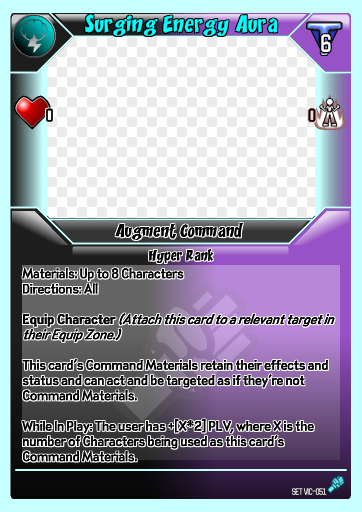 Surging Energy Aura
6
0
0
Augment Command
Hyper Rank
Materials: Up to 8 Characters
Directions: All
Equip Character (Attach this card to a relevant target in
their Equip Zone.)
This card's Command Materials retain their effects and
status and can act and be targeted as if they're not
Command Materials.
While In Play: The user has +[X*2] PLV, where X is the
number of Characters being used as this card's
Command Materials.
SET VIC-051